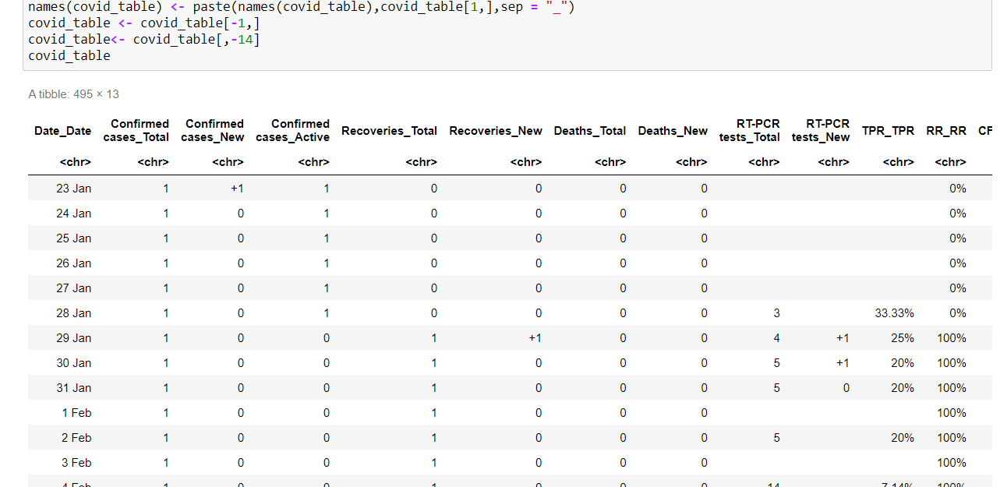 names(covid_table) <- paste(names(covid_table),covid_table[1,],sep = "_")
covid_table <- covid_table[-1,]
covid_table<- covid_table[,-14]
covid_table
A tibble: 495 × 13
Date_Date Confirmed cases_Total Confirmed cases_New Confirmed cases_Active Recoveries_Total Recoveries_New Deaths_Total Deaths_New RT-PCR tests_Total RT-PCR tests_New TPR_TPR RR_RR CF
<chr> <chr> <chr> <chr> <chr> <chr> <chr> <chr> <chr> <chr> <chr> <chr>
23 Jan 1 +1 1 0 0 0 0 0%
24 Jan 1 0 1 0 0 0 0 0%
25 Jan 1 0 1 0 0 0 0 0%
26 Jan 1 0 1 0 0 0 0 0%
27 Jan 1 0 1 0 0 0 0 0%
28 Jan 1 0 1 0 0 0 0 3 33.33% 0%
29 Jan 1 0 0 1 +1 0 0 4 +1 25% 100%
30 Jan 1 0 0 1 0 0 0 5 +1 20% 100%
31 Jan 1 0 0 1 0 0 0 5 0 20% 100%
1 Feb 1 0 0 1 0 0 0 100%
2 Feb 1 0 0 1 0 0 0 5 20% 100%
3 Feb 1 0 0 1 0 0 0 100%
4 Feb 1 0 0 1 0 0 0 14 7.14% 100%